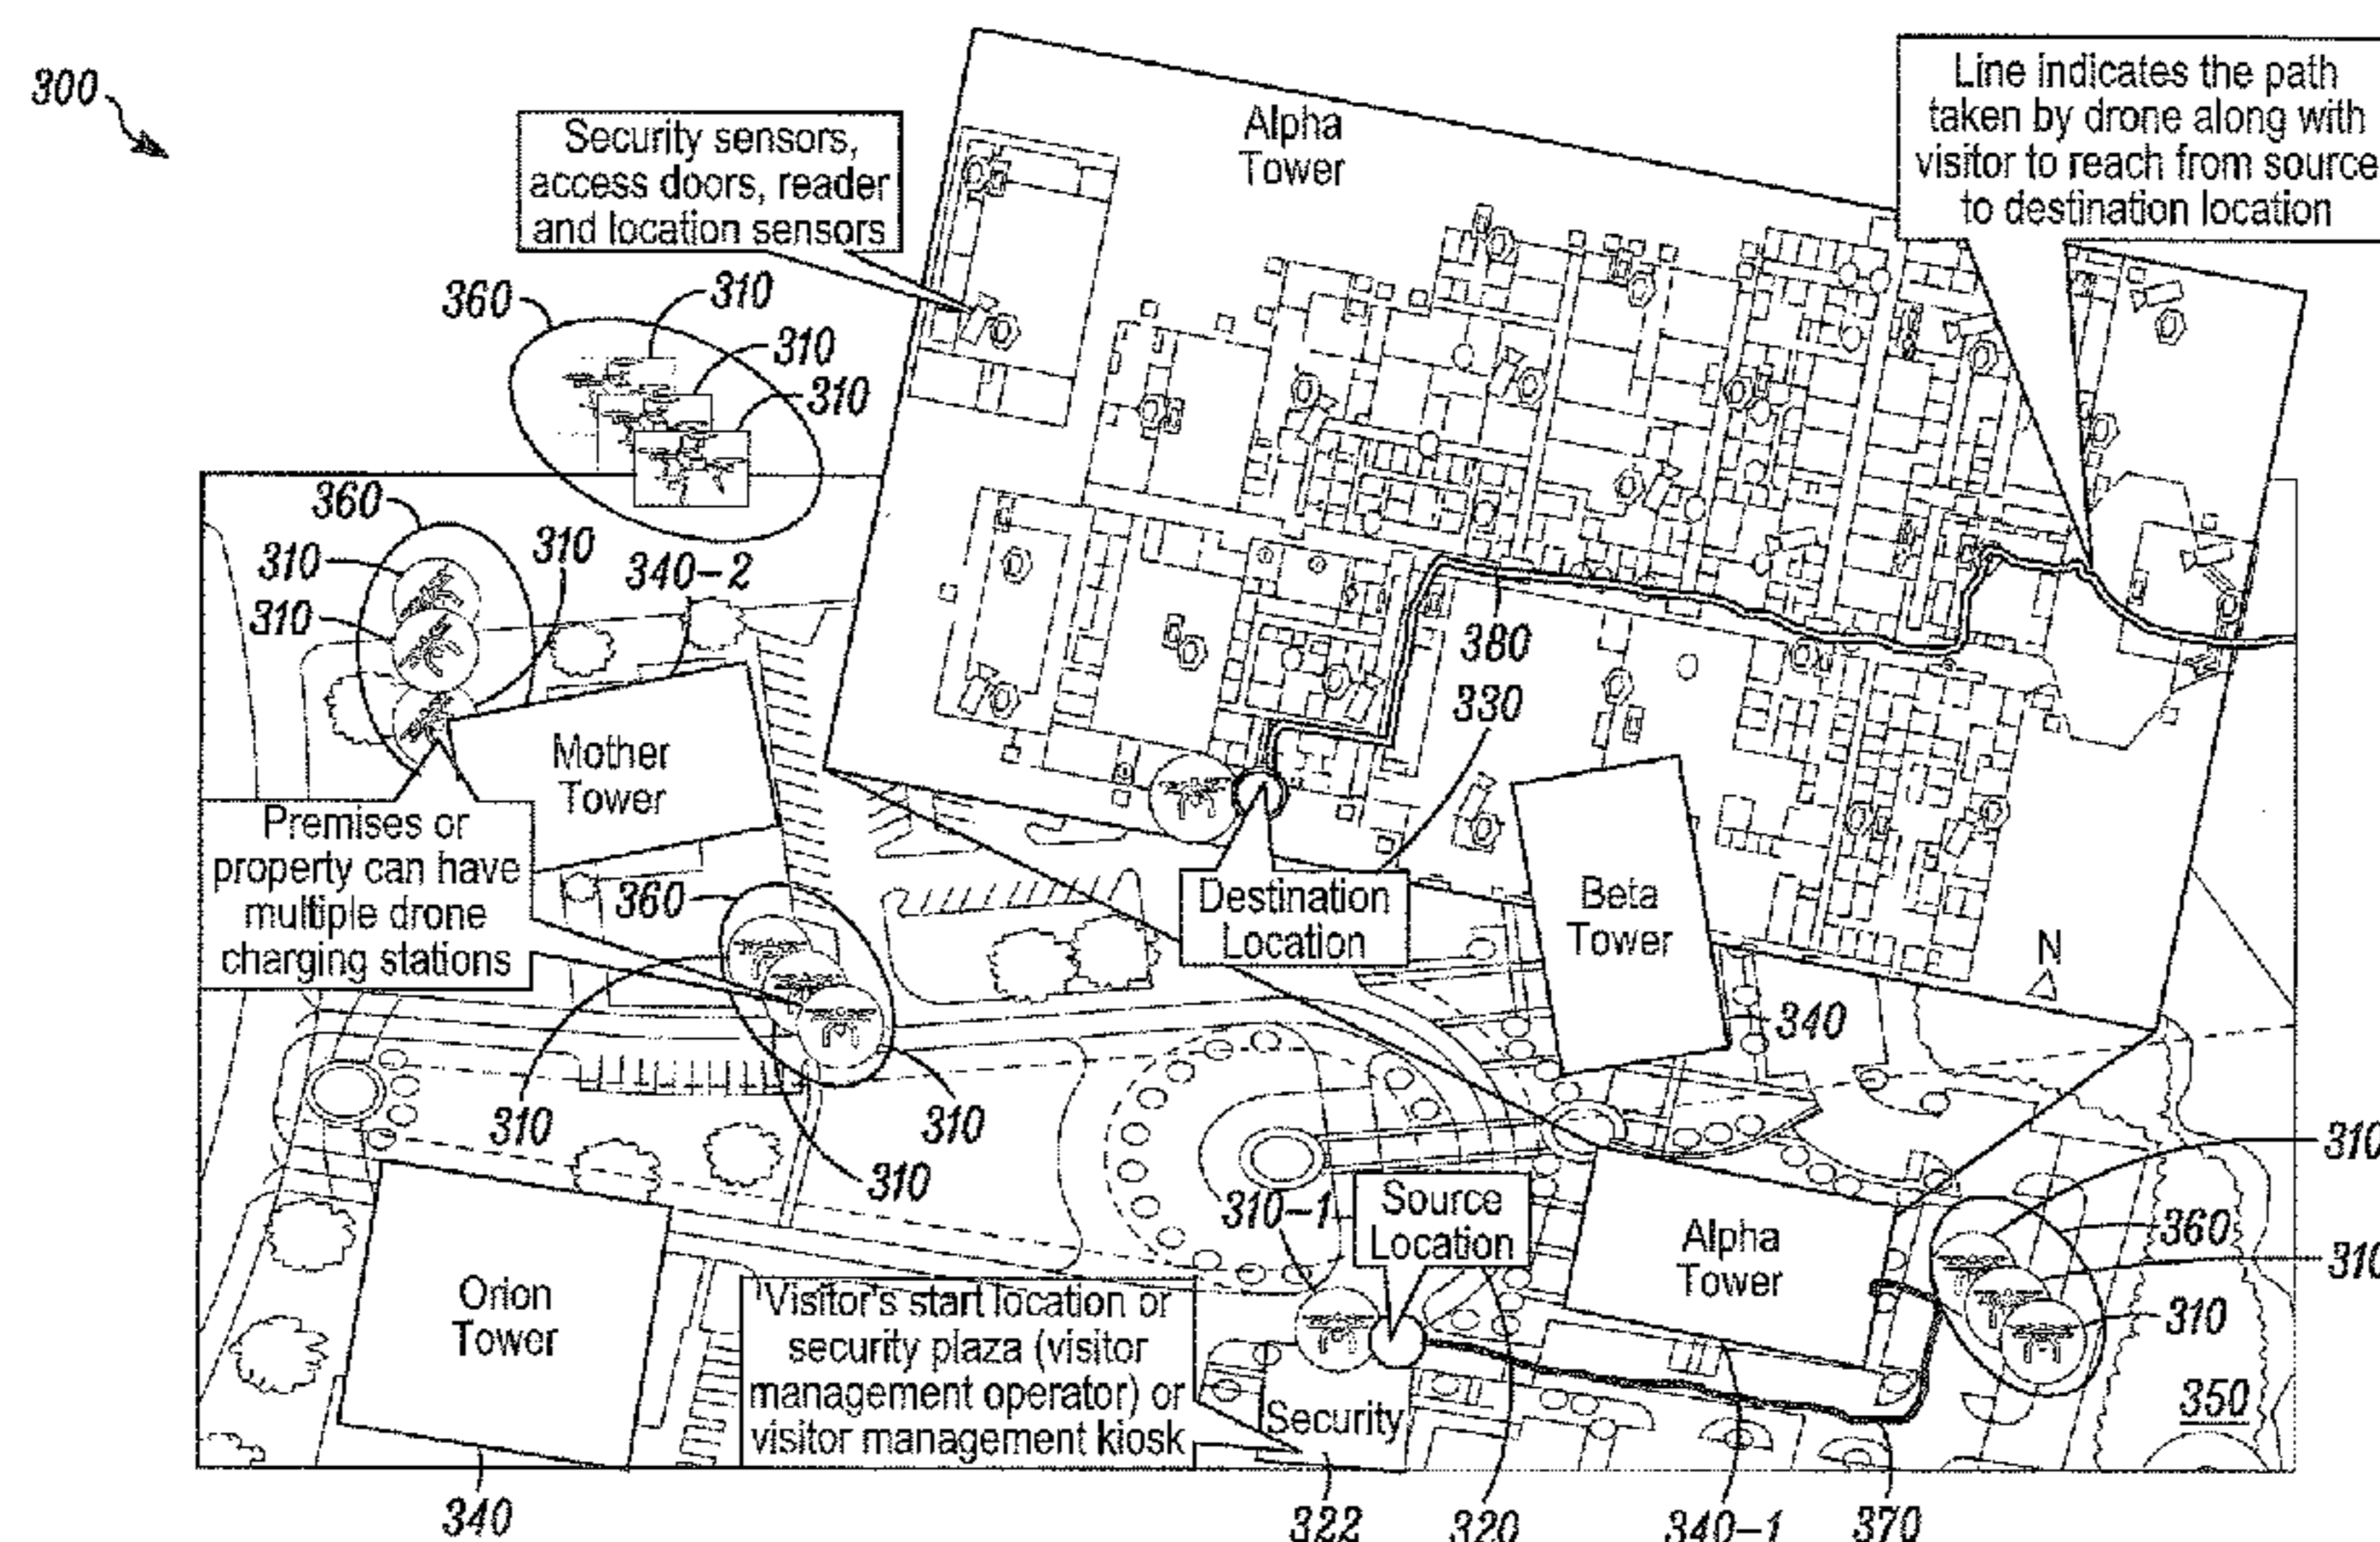 300
Security sensors,
access doors, reader
and location sensors
Alpha
Tower
Line indicates the path
taken by drone along with
visitor to reach from source
to destination location
360
310
310
310
360
310
310
310
340-2
380
330
Mother
Tower
Premises or
property can have
multiple drone
charging stations
360
Destination
Location
Beta
Tower
N
340
310
310
310
310-1
Source
Location
Alpha
Tower
310
360
310
310
Orion
Tower
Visitor's start location or
security plaza (visitor
management operator) or
visitor management kiosk
Security
350
340
322
320
340-1
370